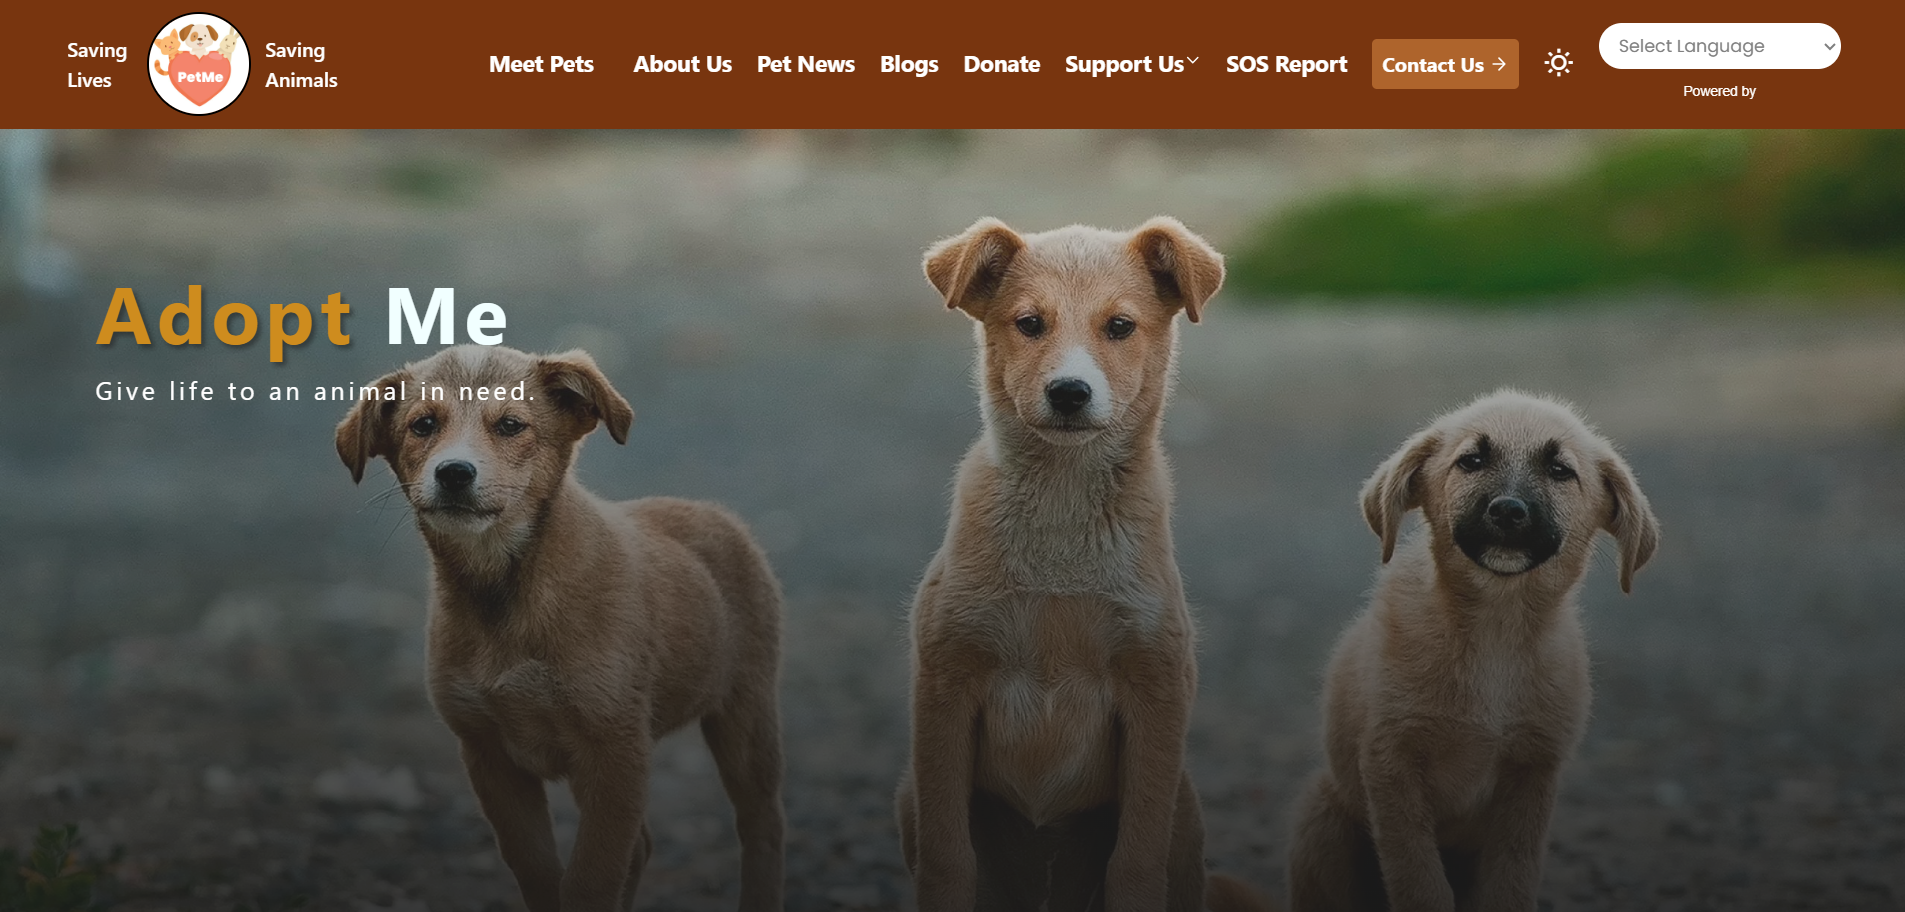 Saving
Lives
PetMe
Saving
Animals
Meet Pets
About Us
Pet News
Blogs
Donate
Support Us
SOS Report
Contact Us →
Select Language
Powered by
Adopt Me
Give life to an animal in need.